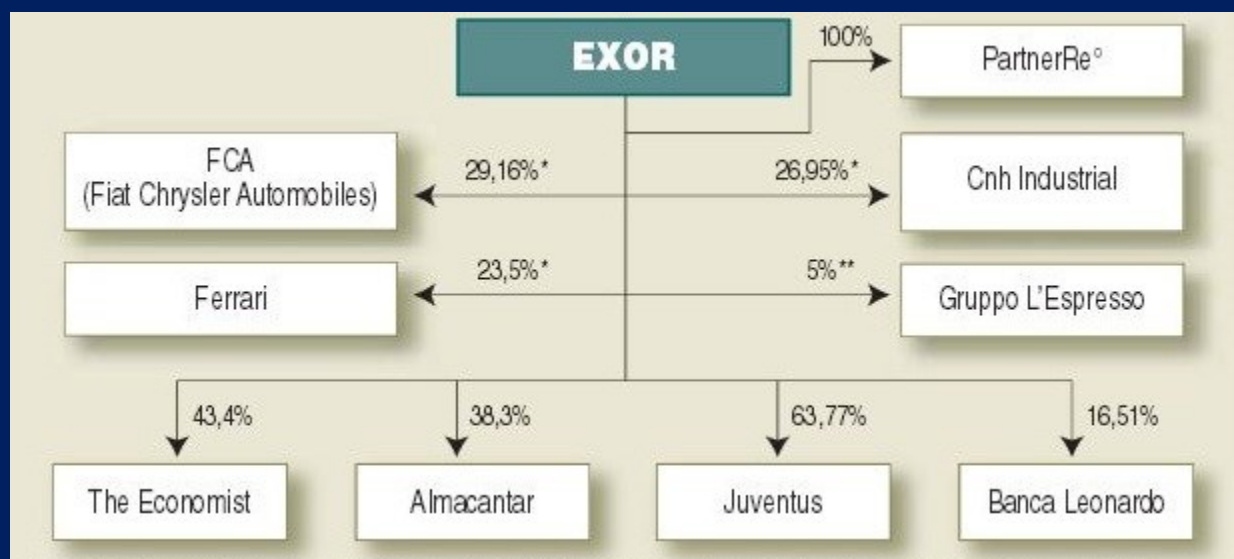 EXOR
100%
PartnerRe°
FCA
(Fiat Chrysler Automobiles)
29,16%*
26,95%*
Cnh Industrial
Ferrari
23,5%*
5%**
Gruppo L'Espresso
43,4%
38,3%
63,77%
16,51%
The Economist
Almacantar
Juventus
Banca Leonardo